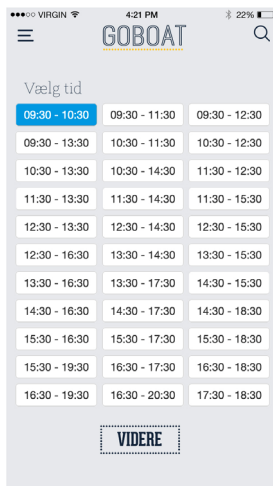 VIRGIN 4:21 PM 22%
GOBOAT
Vælg tid
09:30 - 10:30 09:30 - 11:30 09:30 - 12:30
09:30 - 13:30 10:30 - 11:30 10:30 - 12:30
10:30 - 13:30 10:30 - 14:30 11:30 - 12:30
11:30 - 13:30 11:30 - 14:30 11:30 - 15:30
12:30 - 13:30 12:30 - 14:30 12:30 - 15:30
12:30 - 16:30 13:30 - 14:30 13:30 - 15:30
13:30 - 16:30 13:30 - 17:30 14:30 - 15:30
14:30 - 16:30 14:30 - 17:30 14:30 - 18:30
15:30 - 16:30 15:30 - 17:30 15:30 - 18:30
15:30 - 19:30 16:30 - 17:30 16:30 - 18:30
16:30 - 19:30 16:30 - 20:30 17:30 - 18:30
VIDERE